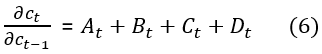 ∂c_t/∂c_{t−1} = A_t + B_t + C_t + D_t (6)